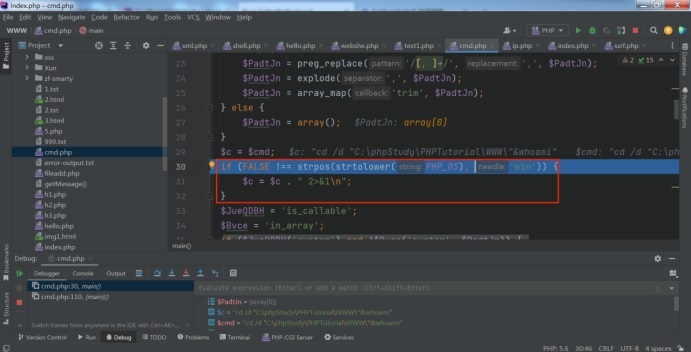 index.php - cmd.php
File Edit View Navigate Code Refactor Run Tools VCS Window Help
WWW cmd.php main
PHP
Project
xml.php shell.php hello.php webshe.php test1.php cmd.php ip.php index.php ssrf.php
xss
Xun
zf-smarty
1.txt
2.html
2.txt
3.html
5.php
999.txt
cmd.php
error-output.txt
fileadd.php
getMessage()
h1.php
h2.php
h3.php
hello.php
img1.html
index.php
2 15
23 $PadtJn = preg_replace( pattern: '/[, ]+/', replacement: ',', $PadtJn);
24 $PadtJn = explode( separator: ',', $PadtJn);
25 $PadtJn = array_map( callback: 'trim', $PadtJn);
26 } else {
27 $PadtJn = array(); $PadtJn: array[0]
28 }
29 $c = $cmd; $c: "cd /d "C:\phpStudy\PHPTutorial\WWW\"&whoami" $cmd: "cd /d "C:\ph
30 if (FALSE !== strpos(strtolower( string: PHP_OS), needle: 'win')) {
31 $c = $c . " 2>&1\n";
32 }
33 $JueQDBH = 'is_callable';
34 $Bvce = 'in_array';
main()
Project
Bookmarks
Structure
Database
Notifications
Debug: cmd.php
Debugger Console Output
cmd.php:30, main()
cmd.php:110, /main()
Switch frames from anywhere in the IDE with Ctrl+Alt+...
Evaluate expression (Enter) or add a watch (Ctrl+Shift+Enter)
$PadtJn = {array[0]}
$c = "cd /d "C:\phpStudy\PHPTutorial\WWW\"&whoami"
$cmd = "cd /d "C:\phpStudy\PHPTutorial\WWW\"&whoami"
Version Control Run Debug TODO Problems Terminal PHP-CGI Server Services
PHP: 5.6 30:46 CRLF UTF-8 4 spaces